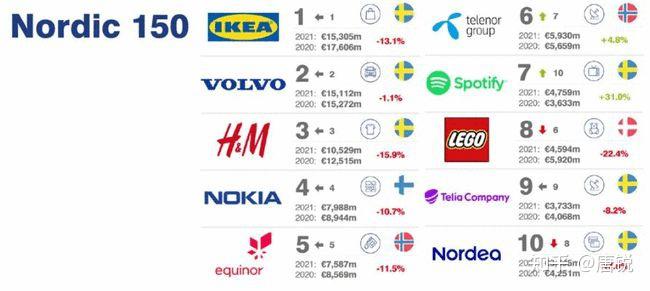 Nordic 150
IKEA
1 1
2021: €15,305m
2020: €17,606m
-13.1%
VOLVO
2 2
2021: €15,112m
2020: €15,272m
-1.1%
H&M
3 3
2021: €10,529m
2020: €12,515m
-15.9%
NOKIA
4 4
2021: €7,988m
2020: €8,944m
-10.7%
equinor
5 5
2021: €7,587m
2020: €8,569m
-11.5%
telenor
group
6 7
2021: €5,930m
2020: €5,659m
+4.8%
Spotify
7 10
2021: €4,759m
2020: €3,633m
+31.0%
LEGO
8 6
2021: €4,594m
2020: €5,920m
-22.4%
Telia Company
9 9
2021: €3,733m
2020: €4,068m
-8.2%
Nordea
10 8
2020: €4,251m
知乎 @唐锐